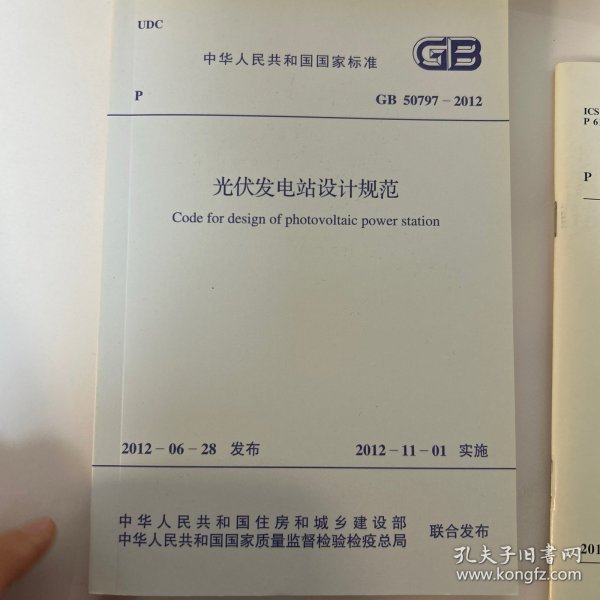 UDC
中华人民共和国国家标准
GB
P
GB 50797-2012
光伏发电站设计规范
Code for design of photovoltaic power station
2012-06-28 发布
2012-11-01 实施
中华人民共和国住房和城乡建设部
中华人民共和国国家质量监督检验检疫总局
联合发布
ICS
P 6
P
201
孔夫子旧书网
www.kongfz.com